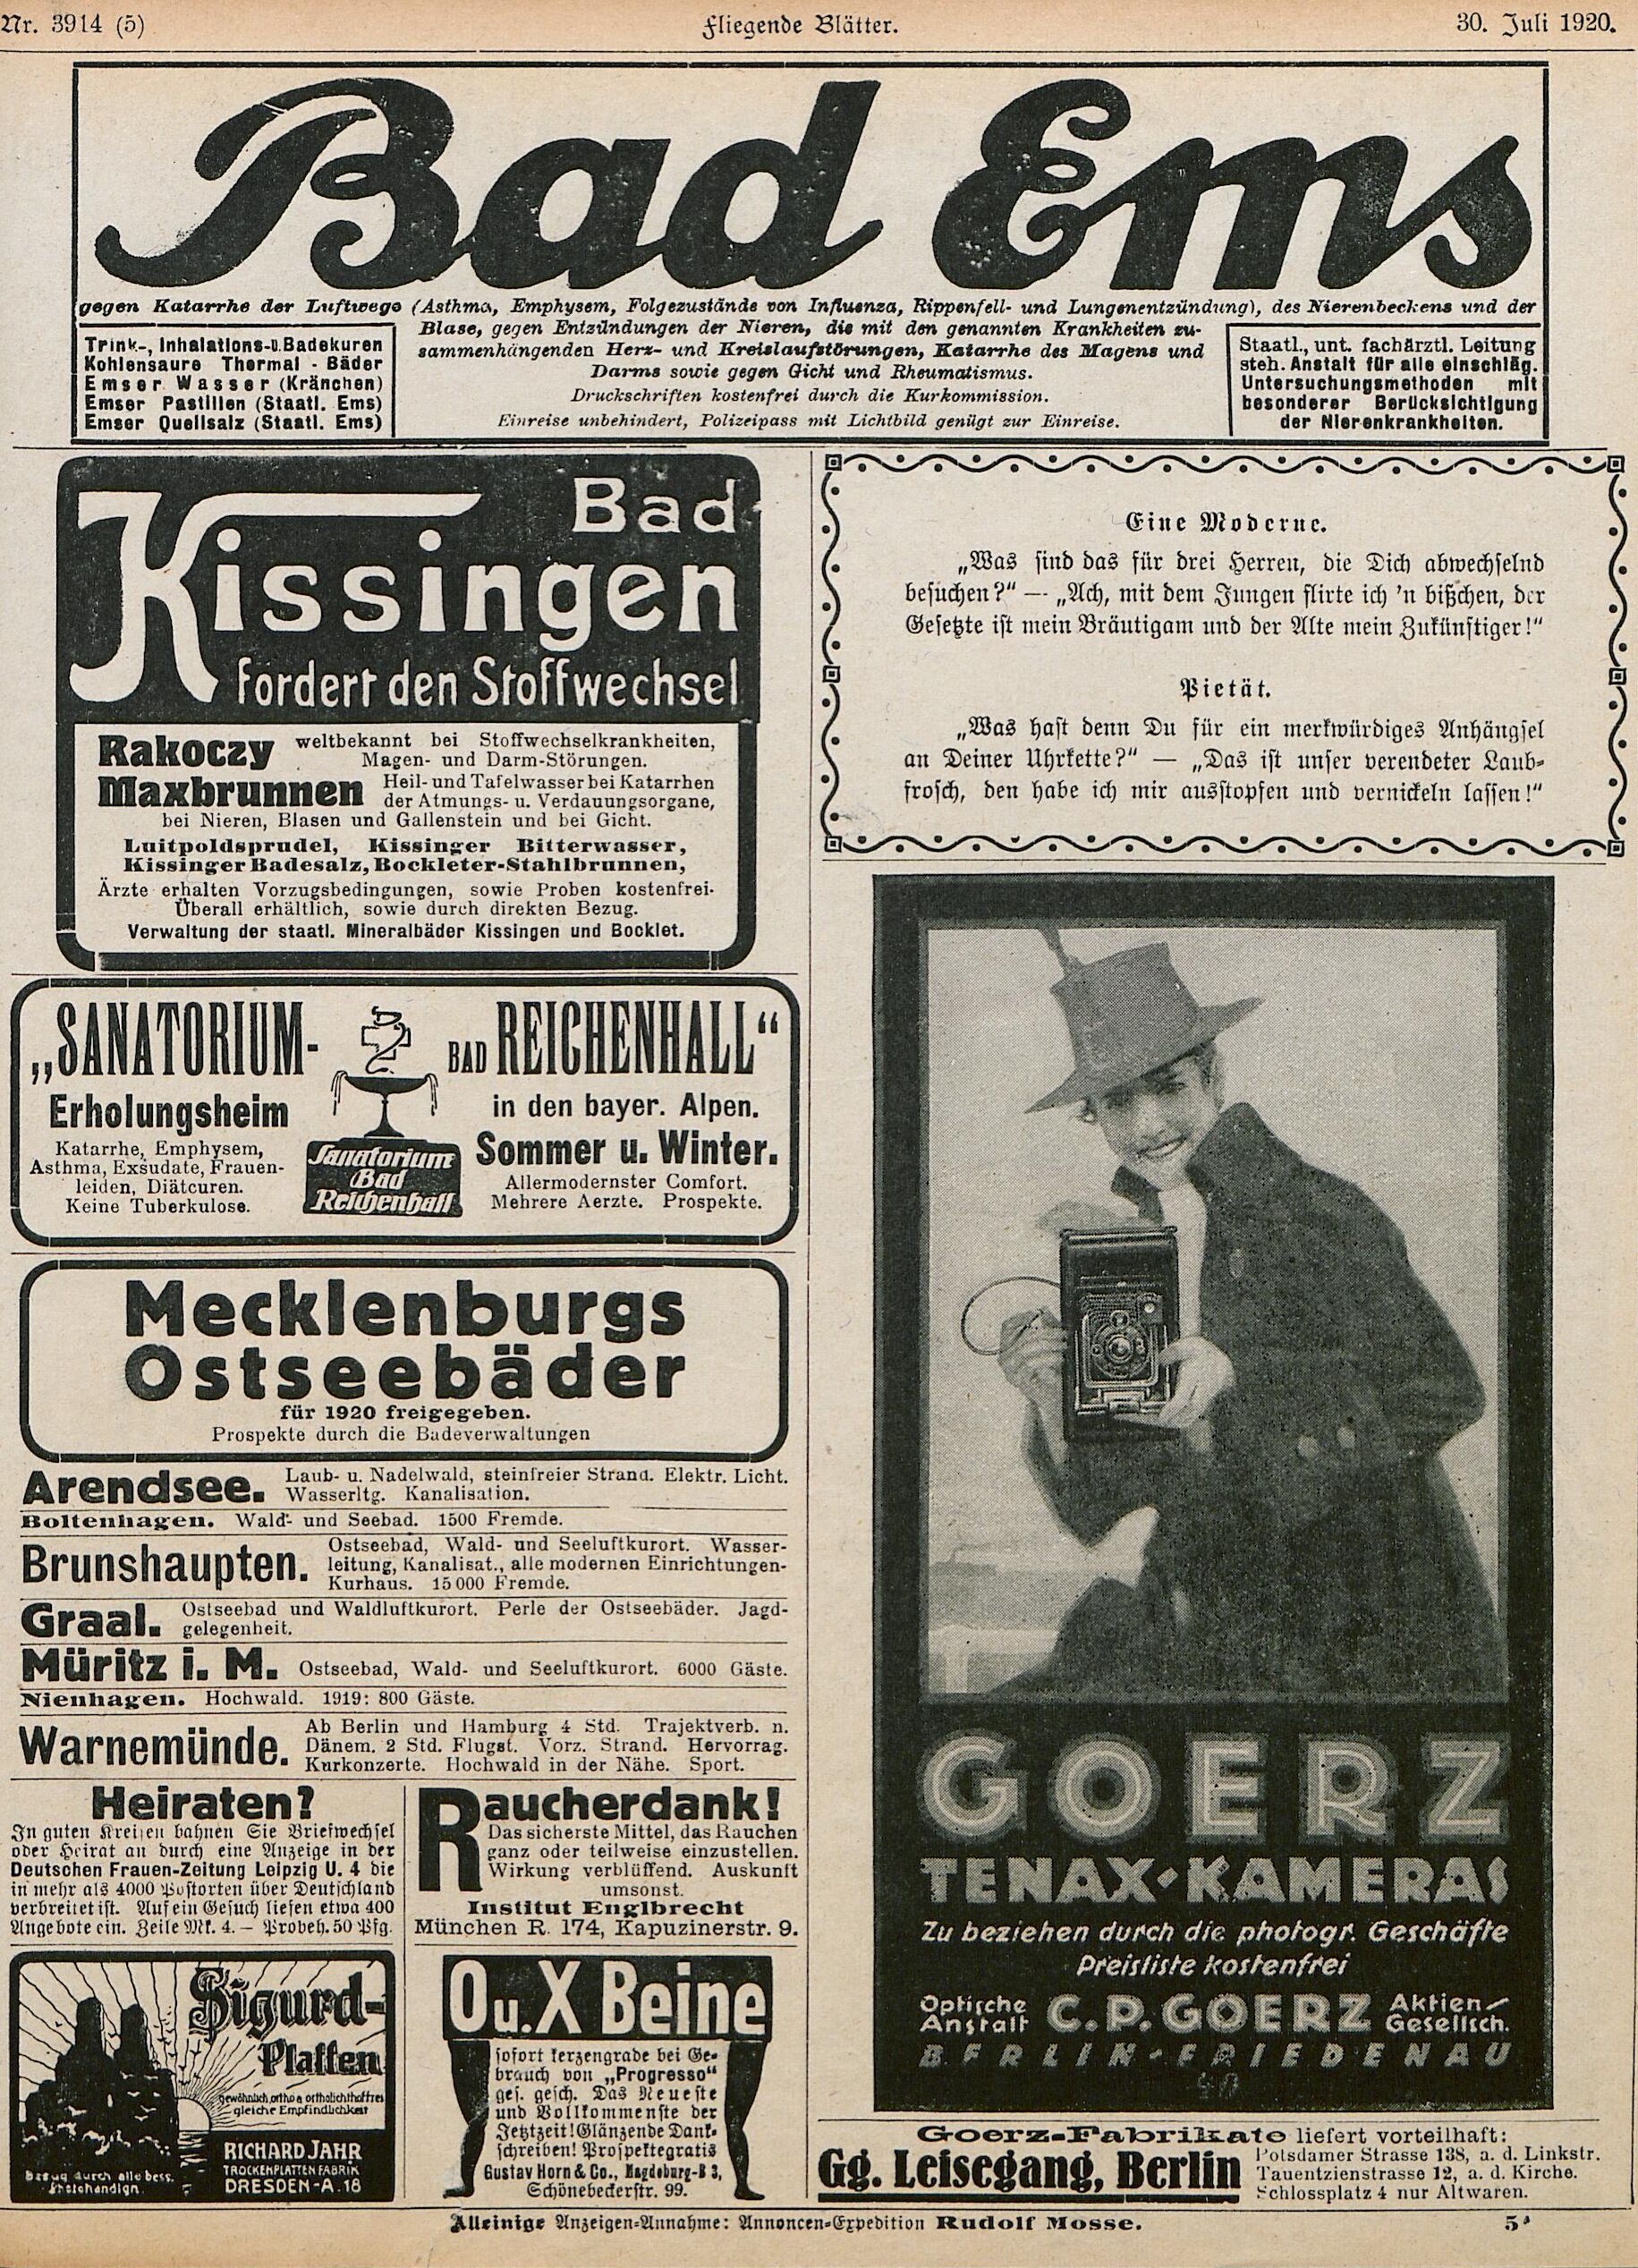 Nr. 3914 (5)
Fliegende Blätter.
30. Juli 1920.
Bad Ems
gegen Katarrhe der Luftwege (Asthma, Emphysem, Folgezustände von Influenza, Rippenfell- und Lungenentzündung), des Nierenbeckens und der
Blase, gegen Entzündungen der Nieren, die mit den genannten Krankheiten zu-
sammenhängenden Herz- und Kreislaufstörungen, Katarrhe des Magens und
Darms sowie gegen Gicht und Rheumatismus.
Druckschriften kostenfrei durch die Kurkommission.
Einreise unbehindert, Polizeipass mit Lichtbild genügt zur Einreise.
Trink-, Inhalations-u.Badekuren
Kohlensaure Thermal - Bäder
Emser Wasser (Kränchen)
Emser Pastillen (Staatl. Ems)
Emser Quellsalz (Staatl. Ems)
Staatl., unt. fachärztl. Leitung
steh. Anstalt für alle einschläg.
Untersuchungsmethoden mit
besonderer Berücksichtigung
der Nierenkrankheiten.
Bad
Kissingen
fördert den Stoffwechsel
Rakoczy weltbekannt bei Stoffwechselkrankheiten,
Magen- und Darm-Störungen.
Maxbrunnen Heil- und Tafelwasser bei Katarrhen
der Atmungs- u. Verdauungsorgane,
bei Nieren, Blasen und Gallenstein und bei Gicht.
Luitpoldsprudel, Kissinger Bitterwasser,
Kissinger Badesalz, Bockleter-Stahlbrunnen,
Ärzte erhalten Vorzugsbedingungen, sowie Proben kostenfrei.
Überall erhältlich, sowie durch direkten Bezug.
Verwaltung der staatl. Mineralbäder Kissingen und Bocklet.
„SANATORIUM-
BAD REICHENHALL“
Erholungsheim
Katarrhe, Emphysem,
Asthma, Exsudate, Frauen-
leiden, Diätcuren.
Keine Tuberkulose.
Sanatorium
Bad
Reichenhall
in den bayer. Alpen.
Sommer u. Winter.
Allermodernster Comfort.
Mehrere Aerzte. Prospekte.
Mecklenburgs
Ostseebäder
für 1920 freigegeben.
Prospekte durch die Badeverwaltungen
Arendsee. Laub- u. Nadelwald, steinfreier Strand. Elektr. Licht.
Wasserltg. Kanalisation.
Boltenhagen. Wald- und Seebad. 1500 Fremde.
Brunshaupten. Ostseebad, Wald- und Seeluftkurort. Wasser-
leitung, Kanalisat., alle modernen Einrichtungen-
Kurhaus. 15000 Fremde.
Graal. Ostseebad und Waldluftkurort. Perle der Ostseebäder. Jagd-
gelegenheit.
Müritz i. M. Ostseebad, Wald- und Seeluftkurort. 6000 Gäste.
Nienhagen. Hochwald. 1919: 800 Gäste.
Warnemünde. Ab Berlin und Hamburg 4 Std. Trajektverb. n.
Dänem. 2 Std. Flugst. Vorz. Strand. Hervorrag.
Kurkonzerte. Hochwald in der Nähe. Sport.
Heiraten?
In guten Kreisen bahnen Sie Briefwechsel
oder Heirat an durch eine Anzeige in der
Deutschen Frauen-Zeitung Leipzig U. 4 die
in mehr als 4000 Postorten über Deutschland
verbreitet ist. Auf ein Gesuch liefen etwa 400
Angebote ein. Zeile Mk. 4. — Probeh. 50 Pfg.
Raucherdank!
Das sicherste Mittel, das Rauchen
ganz oder teilweise einzustellen.
Wirkung verblüffend. Auskunft
umsonst.
Institut Englbrecht
München R. 174, Kapuzinerstr. 9.
Sigurd-
Platten
gewöhnlich, ortho u. ortholichthoffrei
gleiche Empfindlichkeit
RICHARD JAHR
TROCKENPLATTENFABRIK
DRESDEN-A.18
Bezug durch alle bess.
Photohandlgn.
O u. X Beine
sofort kerzengrade bei Ge-
brauch von „Progresso“
ges. gesch. Das Neueste
und Vollkommenste der
Jetztzeit! Glänzende Dank-
schreiben! Prospekte gratis
Gustav Horn & Co., Magdeburg-B 3,
Schönebeckerstr. 99.
Eine Moderne.
„Was sind das für drei Herren, die Dich abwechselnd
besuchen?“ — „Ach, mit dem Jungen flirte ich 'n bißchen, der
Gesetzte ist mein Bräutigam und der Alte mein Zukünftiger!“
Pietät.
„Was hast denn Du für ein merkwürdiges Anhängsel
an Deiner Uhrkette?“ — „Das ist unser verendeter Laub-
frosch, den habe ich mir ausstopfen und vernickeln lassen!“
GOERZ
TENAX-KAMERAS
Zu beziehen durch die photogr. Geschäfte
Preisliste kostenfrei
Optische
Anstalt
C.P.GOERZ
Aktien-
Gesellsch.
BERLIN-FRIEDENAU
Goerz-Fabrikate liefert vorteilhaft:
Gg. Leisegang, Berlin
Potsdamer Strasse 138, a. d. Linkstr.
Tauentzienstrasse 12, a. d. Kirche.
Schlossplatz 4 nur Altwaren.
Alleinige Anzeigen-Annahme: Annoncen-Expedition Rudolf Mosse.